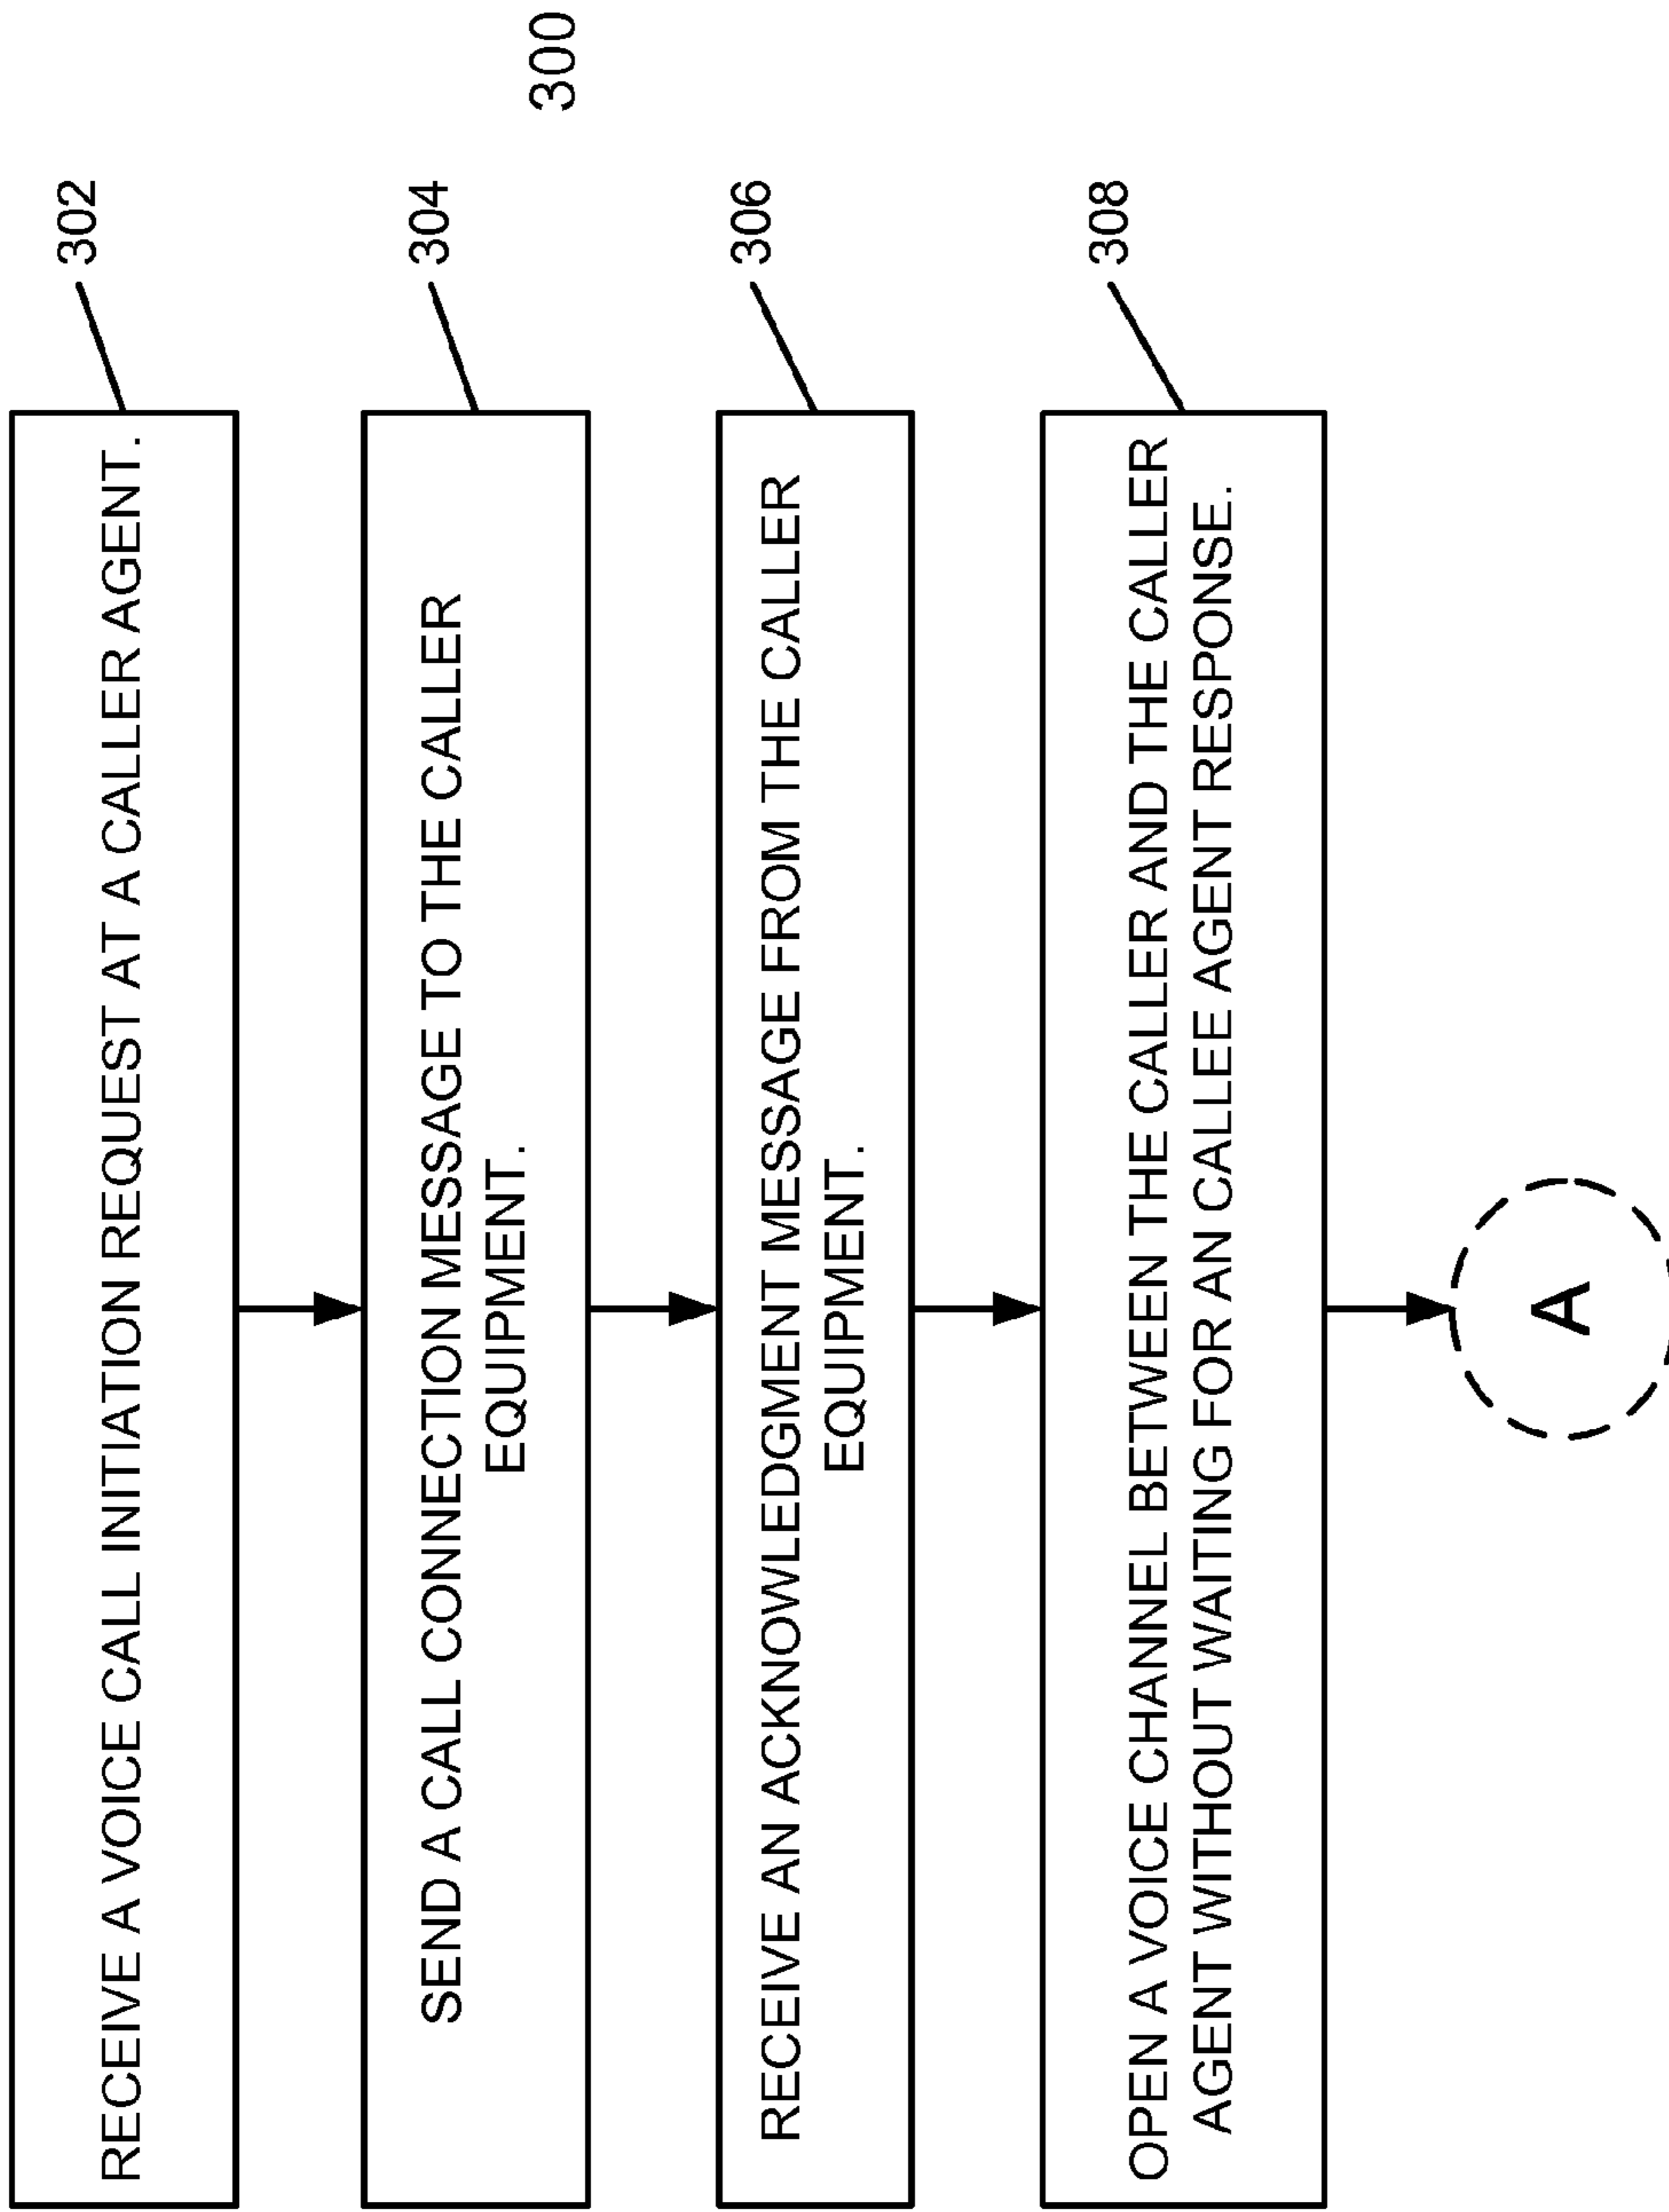 300
302
RECEIVE A VOICE CALL INITIATION REQUEST AT A CALLER AGENT.
304
SEND A CALL CONNECTION MESSAGE TO THE CALLER
EQUIPMENT.
306
RECEIVE AN ACKNOWLEDGMENT MESSAGE FROM THE CALLER
EQUIPMENT.
308
OPEN A VOICE CHANNEL BETWEEN THE CALLER AND THE CALLER
AGENT WITHOUT WAITING FOR AN CALLEE AGENT RESPONSE.
A